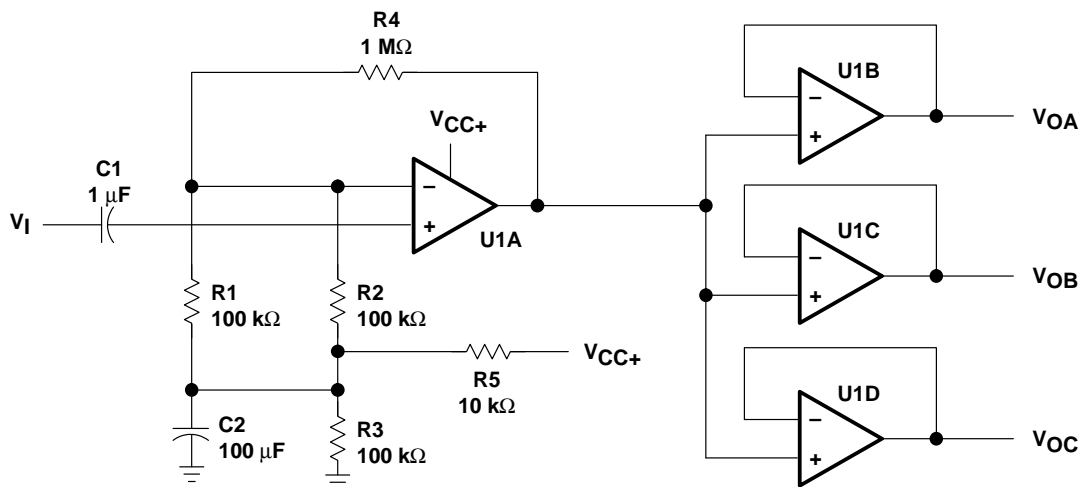 R4
1 MΩ
VCC+
C1
1 μF
VI
−
+
U1A
R1
100 kΩ
R2
100 kΩ
VCC+
R5
10 kΩ
C2
100 μF
R3
100 kΩ
U1B
−
+
VOA
U1C
−
+
VOB
U1D
−
+
VOC